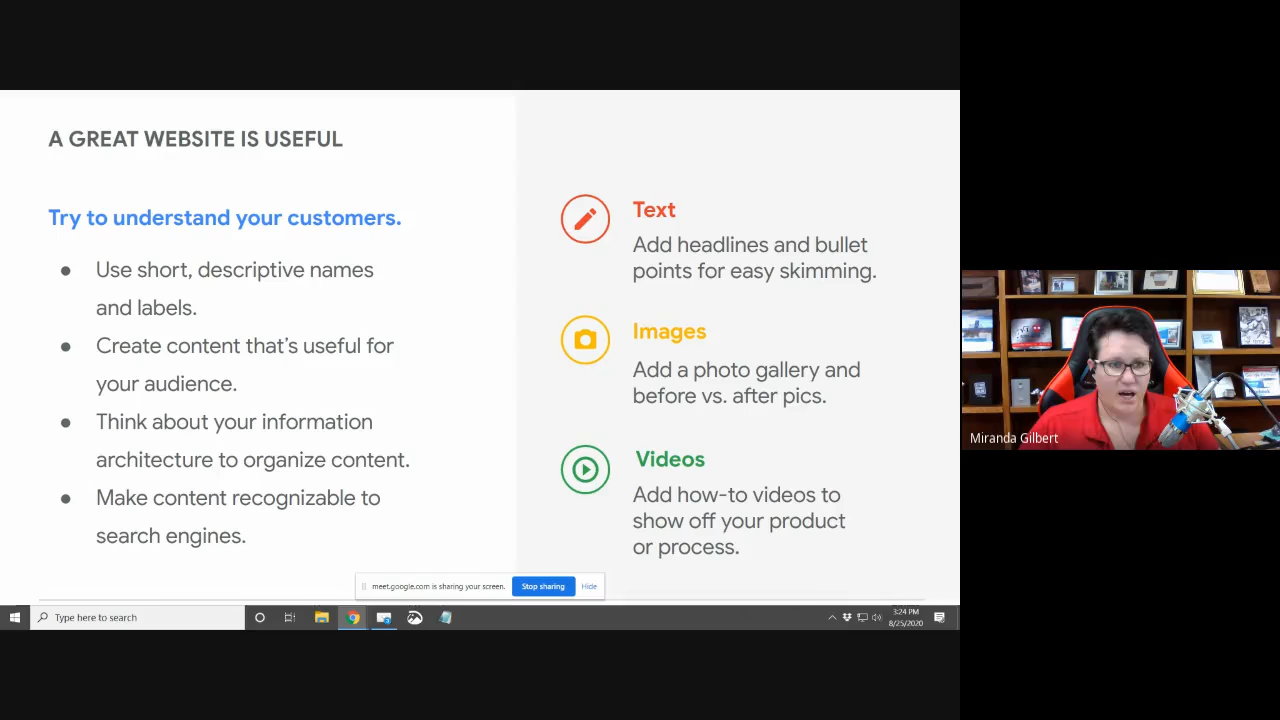 A GREAT WEBSITE IS USEFUL
Try to understand your customers.
● Use short, descriptive names
and labels.
● Create content that's useful for
your audience.
● Think about your information
architecture to organize content.
● Make content recognizable to
search engines.
Text
Add headlines and bullet
points for easy skimming.
Images
Add a photo gallery and
before vs. after pics.
Videos
Add how-to videos to
show off your product
or process.
meet.google.com is sharing your screen. Stop sharing Hide
Type here to search
3:24 PM
8/25/2020
Miranda Gilbert